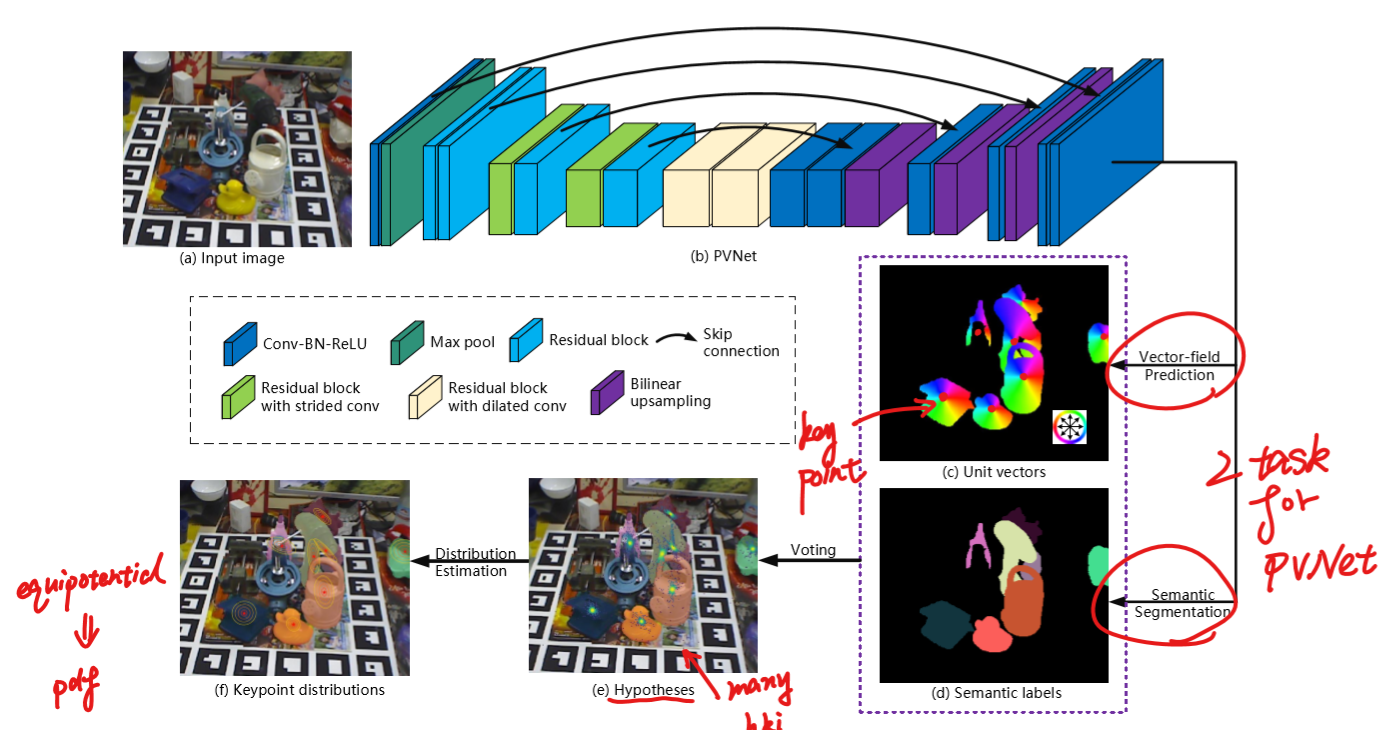 (a) Input image
(b) PVNet
Conv-BN-ReLU
Max pool
Residual block
Skip
connection
Residual block
with strided conv
Residual block
with dilated conv
Bilinear
upsampling
Vector-field
Prediction
key
point
(c) Unit vectors
2 task
for
PVNet
Semantic
Segmentation
(d) Semantic labels
Voting
(e) Hypotheses
many
Distribution
Estimation
(f) Keypoint distributions
equipotential
⇓
pdf